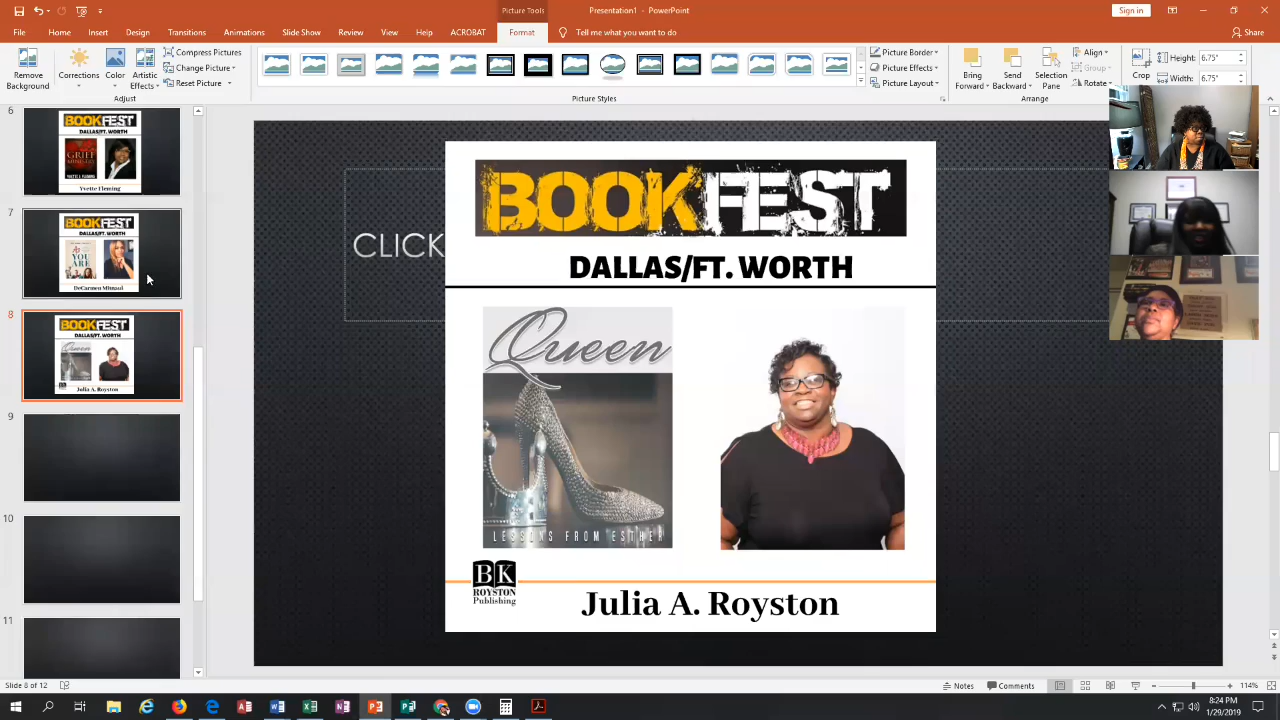 Picture Tools
Presentation1 - PowerPoint
Sign in
File Home Insert Design Transitions Animations Slide Show Review View Help ACROBAT Format Tell me what you want to do Share
Remove Background
Corrections
Color
Artistic Effects
Compress Pictures
Change Picture
Reset Picture
Picture Border
Picture Effects
Picture Layout
Bring Forward
Send Backward
Selection Pane
Align
Group
Rotate
Crop
Height: 6.75"
Width: 6.75"
Adjust
Picture Styles
Arrange
6
BOOKFEST
DALLAS/FT. WORTH
GRIEF
Yvette Fleming
7
BOOKFEST
DALLAS/FT. WORTH
YOU
ARE
8
BOOKFEST
DALLAS/FT. WORTH
Queen
Julia A. Royston
9
10
CLICK
BOOKFEST
DALLAS/FT. WORTH
Queen
LESSONS FROM ESTHER
BK
ROYSTON
Publishing
Julia A. Royston
Slide 8 of 12
Notes
Comments
114%
8:24 PM
1/29/2019